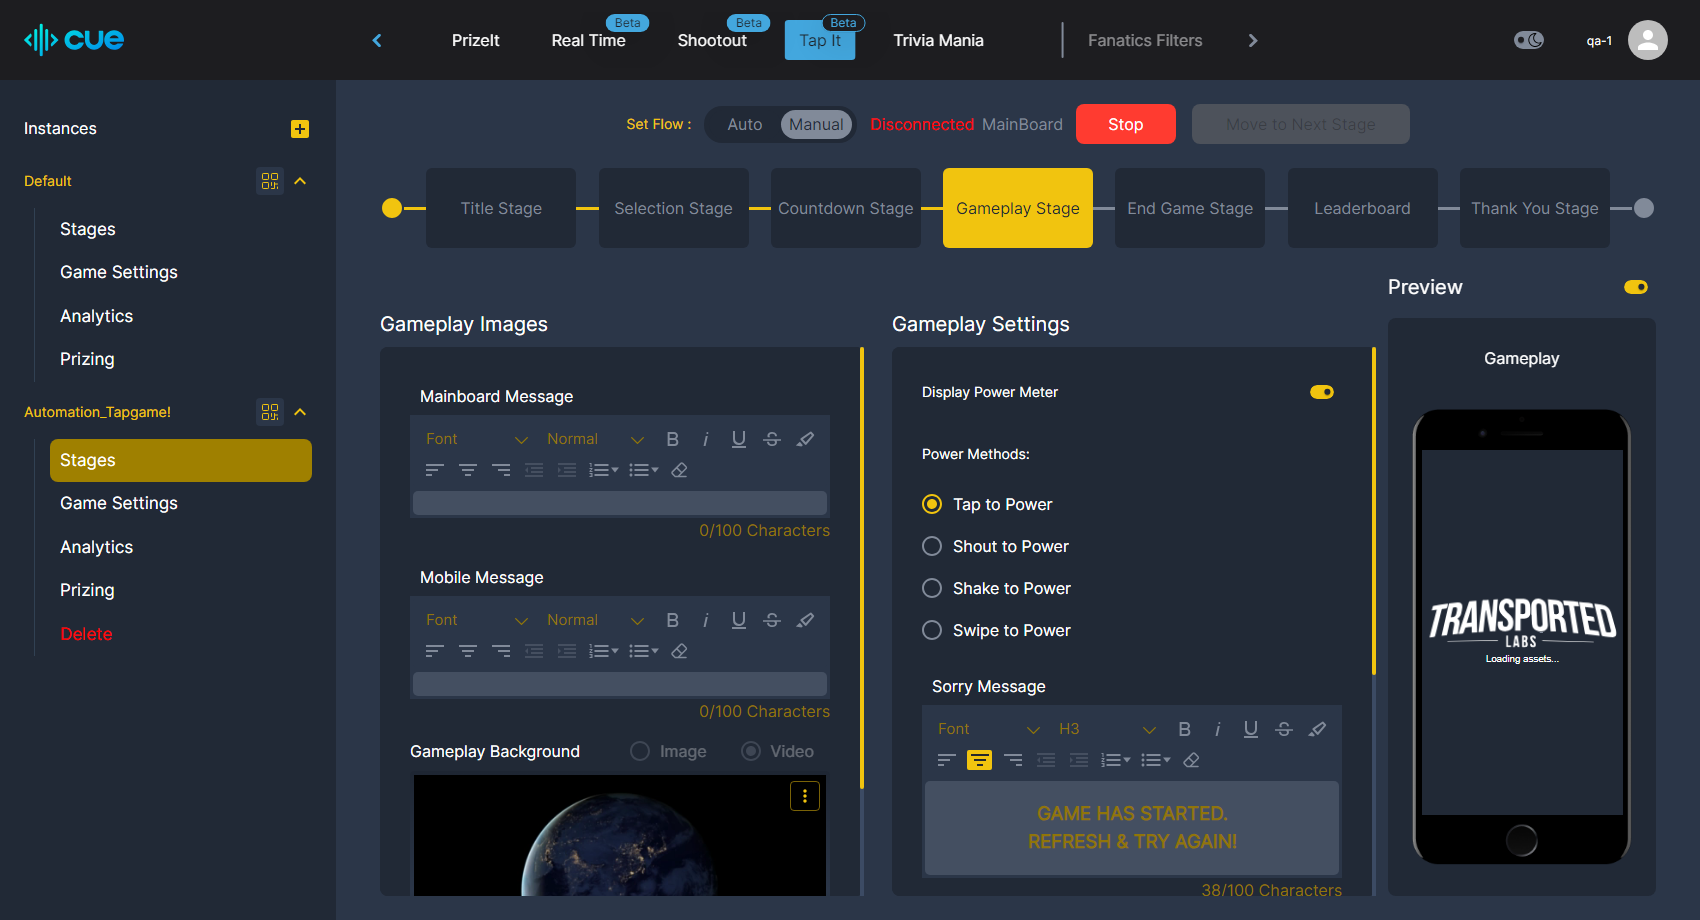 cue
PrizeIt
Real Time
Beta
Shootout
Beta
Tap It
Beta
Trivia Mania
Fanatics Filters
qa-1
Instances
Default
Stages
Game Settings
Analytics
Prizing
Automation_Tapgame!
Stages
Game Settings
Analytics
Prizing
Delete
Set Flow :
Auto
Manual
Disconnected MainBoard
Stop
Move to Next Stage
Title Stage
Selection Stage
Countdown Stage
Gameplay Stage
End Game Stage
Leaderboard
Thank You Stage
Gameplay Images
Mainboard Message
Font
Normal
B i U S
0/100 Characters
Mobile Message
Font
Normal
B i U S
0/100 Characters
Gameplay Background
Image
Video
Gameplay Settings
Display Power Meter
Power Methods:
Tap to Power
Shout to Power
Shake to Power
Swipe to Power
Sorry Message
Font
H3
B i U S
GAME HAS STARTED.
REFRESH & TRY AGAIN!
38/100 Characters
Preview
Gameplay
TRANSPORTED
LABS
Loading assets...